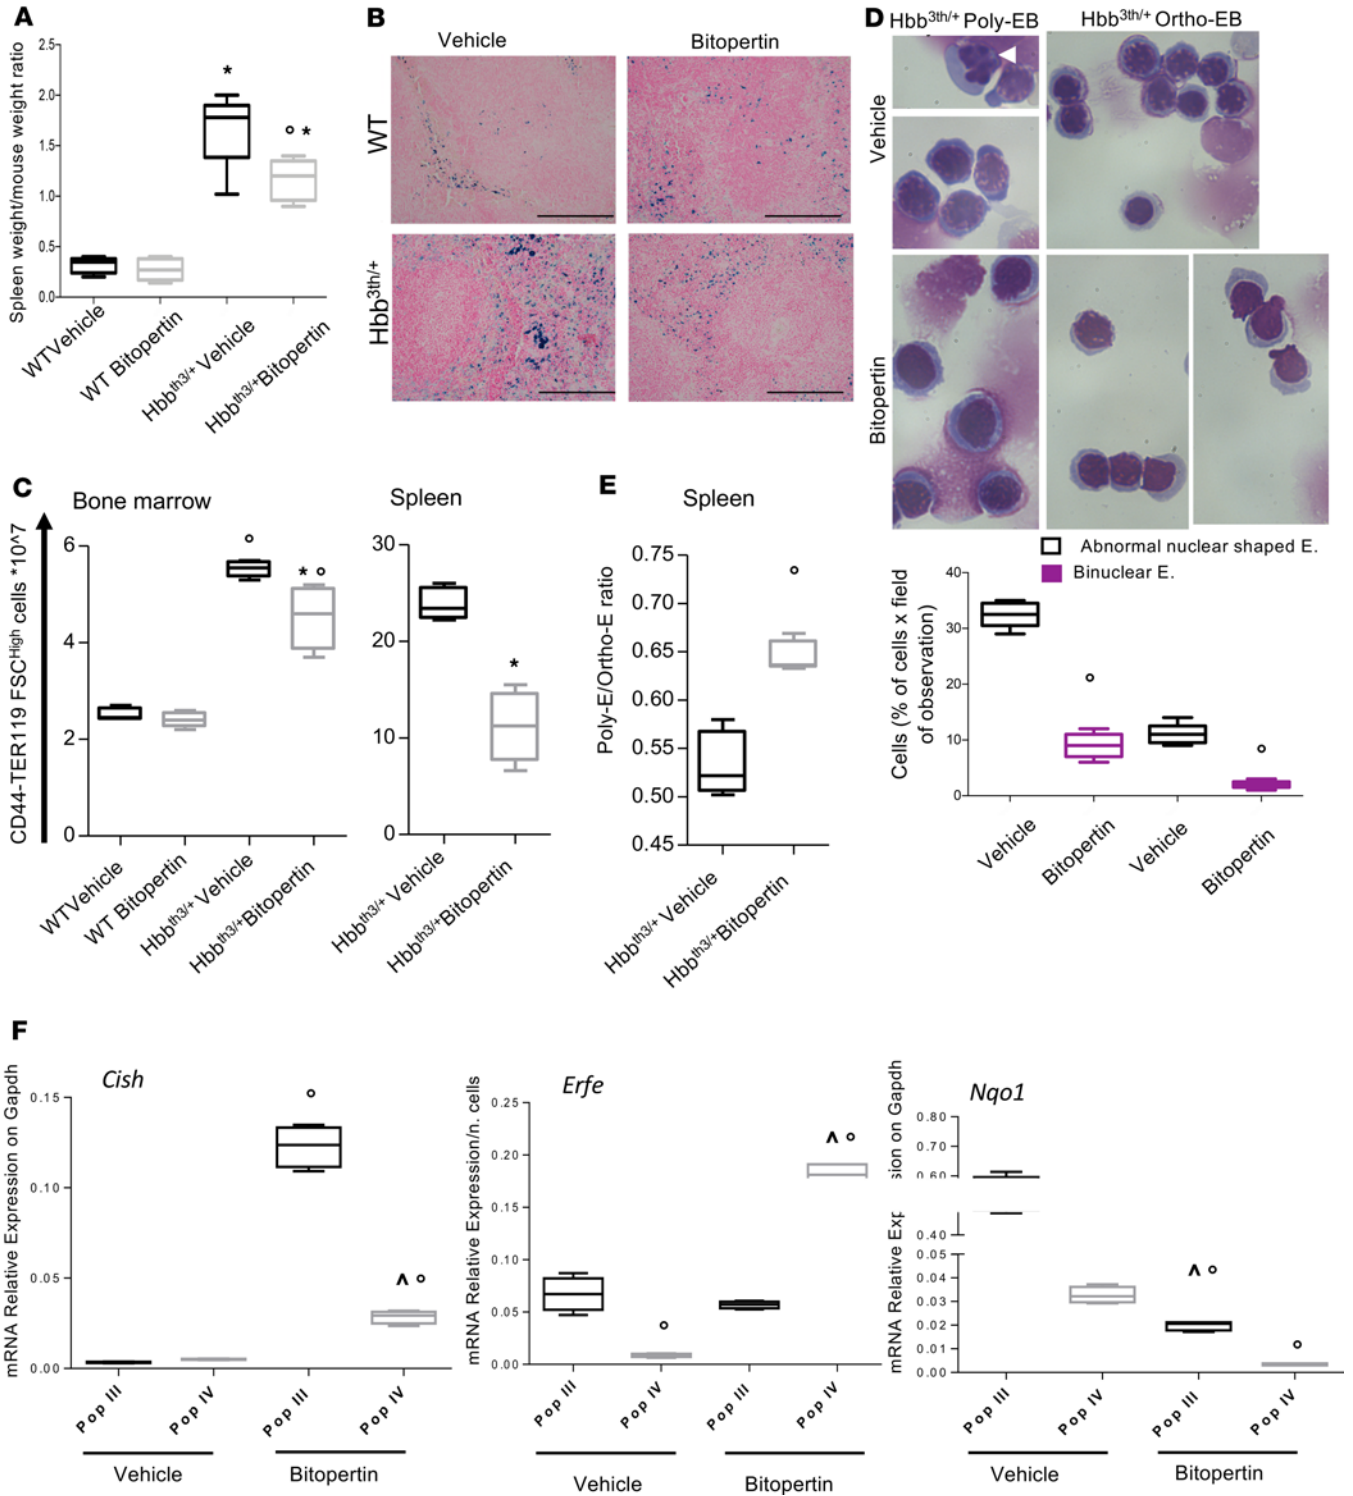 A
Spleen weight/mouse weight ratio
2.5
2.0
1.5
1.0
0.5
0.0
*
° *
WTVehicle
WT Bitopertin
Hbbth3/+ Vehicle
Hbbth3/+Bitopertin
B
Vehicle
Bitopertin
WT
Hbb3th/+
D
Hbb3th/+ Poly-EB
Hbb3th/+ Ortho-EB
Vehicle
Bitopertin
Abnormal nuclear shaped E.
Binuclear E.
Cells (% of cells x field
of observation)
40
30
20
10
0
°
°
Vehicle
Bitopertin
Vehicle
Bitopertin
C
Bone marrow
CD44-TER119 FSCHigh cells *10^7
6
4
2
0
°
* °
WTVehicle
WT Bitopertin
Hbbth3/+ Vehicle
Hbbth3/+Bitopertin
Spleen
30
20
10
0
*
Hbbth3/+ Vehicle
Hbbth3/+Bitopertin
E
Spleen
Poly-E/Ortho-E ratio
0.75
0.70
0.65
0.60
0.55
0.50
0.45
°
Hbbth3/+ Vehicle
Hbbth3/+Bitopertin
F
Cish
mRNA Relative Expression on Gapdh
0.15
0.10
0.05
0.00
°
^ °
Pop III
Pop IV
Pop III
Pop IV
Vehicle
Bitopertin
Erfe
mRNA Relative Expression/n. cells
0.25
0.20
0.15
0.10
0.05
0.00
°
^ °
Pop III
Pop IV
Pop III
Pop IV
Vehicle
Bitopertin
Nqo1
mRNA Relative Exp
sion on Gapdh
0.80
0.70
0.60
0.40
0.05
0.04
0.03
0.02
0.01
0.00
^ °
°
Pop III
Pop IV
Pop III
Pop IV
Vehicle
Bitopertin